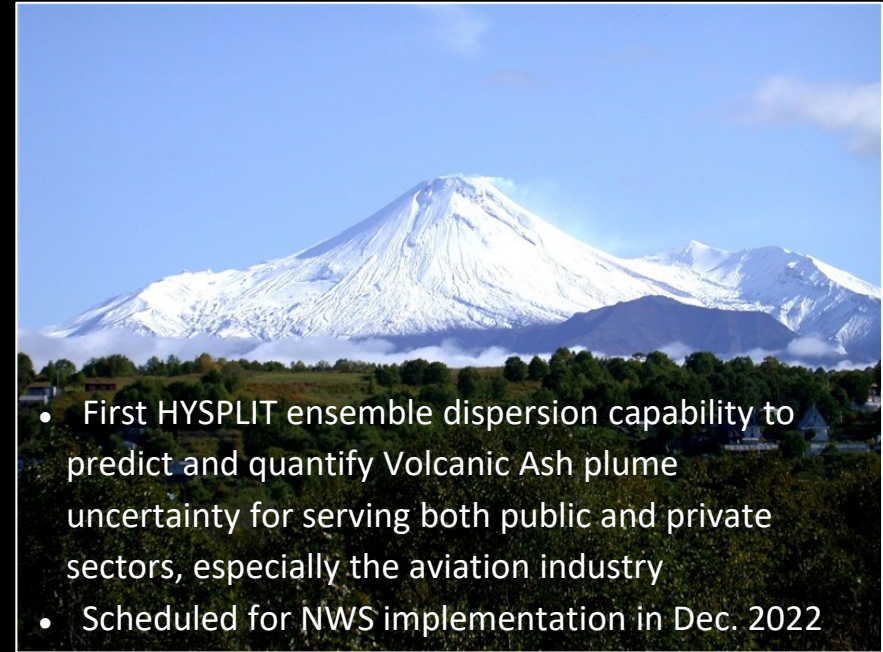 • First HYSPLIT ensemble dispersion capability to
predict and quantify Volcanic Ash plume
uncertainty for serving both public and private
sectors, especially the aviation industry
• Scheduled for NWS implementation in Dec. 2022